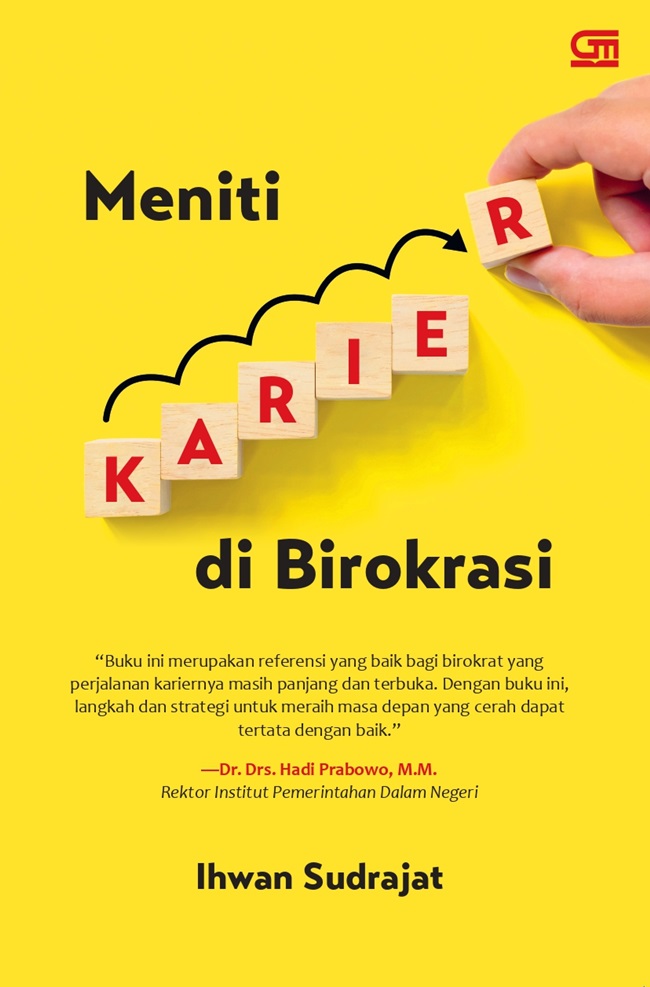 GM
Meniti
KARIER
di Birokrasi
“Buku ini merupakan referensi yang baik bagi birokrat yang
perjalanan kariernya masih panjang dan terbuka. Dengan buku ini,
langkah dan strategi untuk meraih masa depan yang cerah dapat
tertata dengan baik.”
—Dr. Drs. Hadi Prabowo, M.M.
Rektor Institut Pemerintahan Dalam Negeri
Ihwan Sudrajat